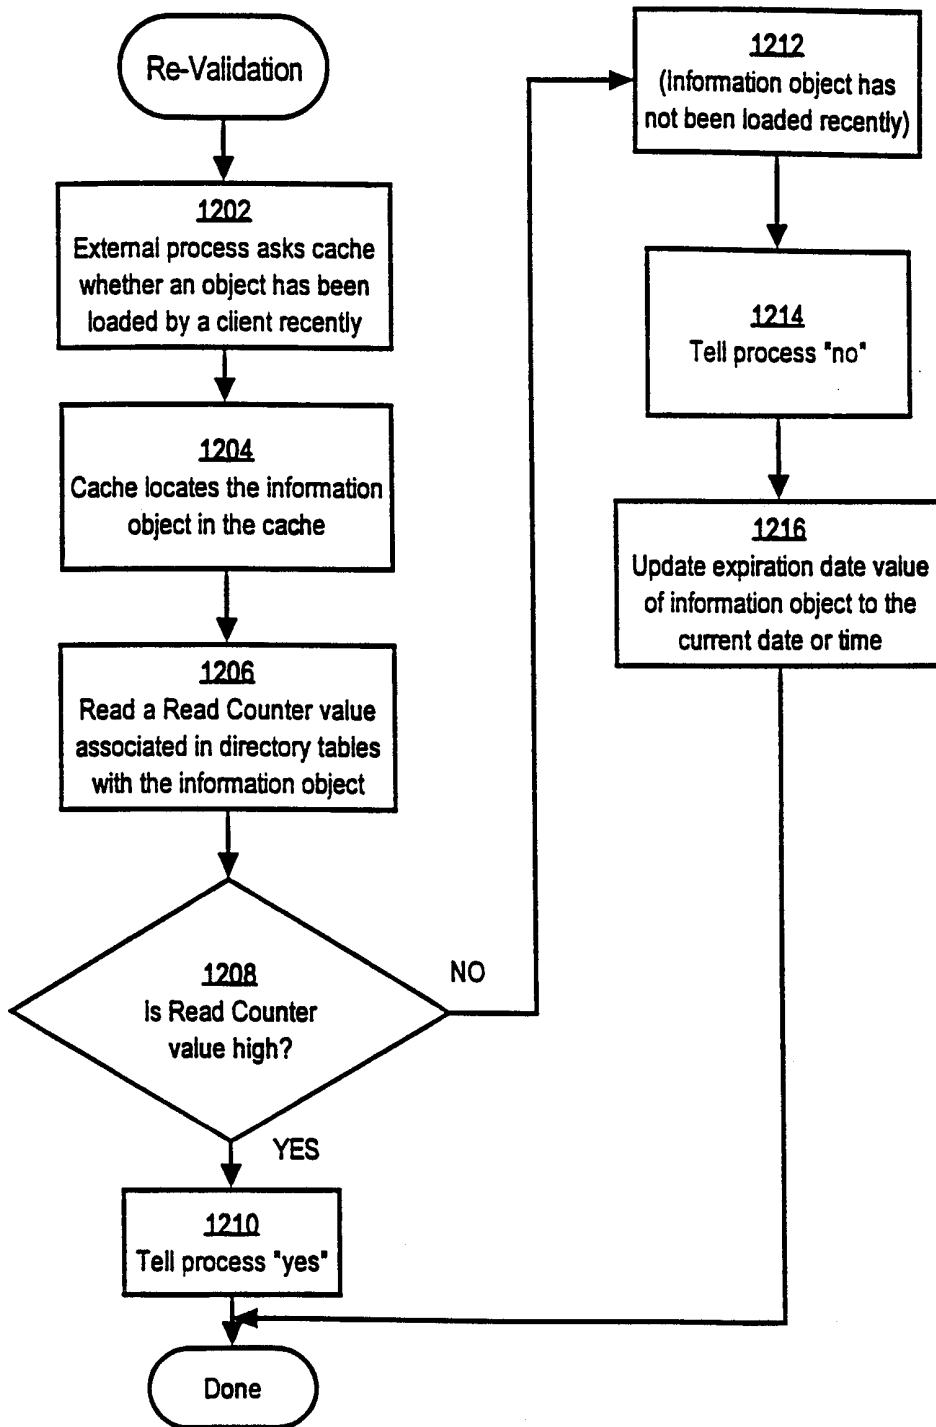 Re-Validation
1202
External process asks cache
whether an object has been
loaded by a client recently
1204
Cache locates the information
object in the cache
1206
Read a Read Counter value
associated in directory tables
with the information object
1208
Is Read Counter
value high?
NO
YES
1210
Tell process "yes"
Done
1212
(Information object has
not been loaded recently)
1214
Tell process "no"
1216
Update expiration date value
of information object to the
current date or time